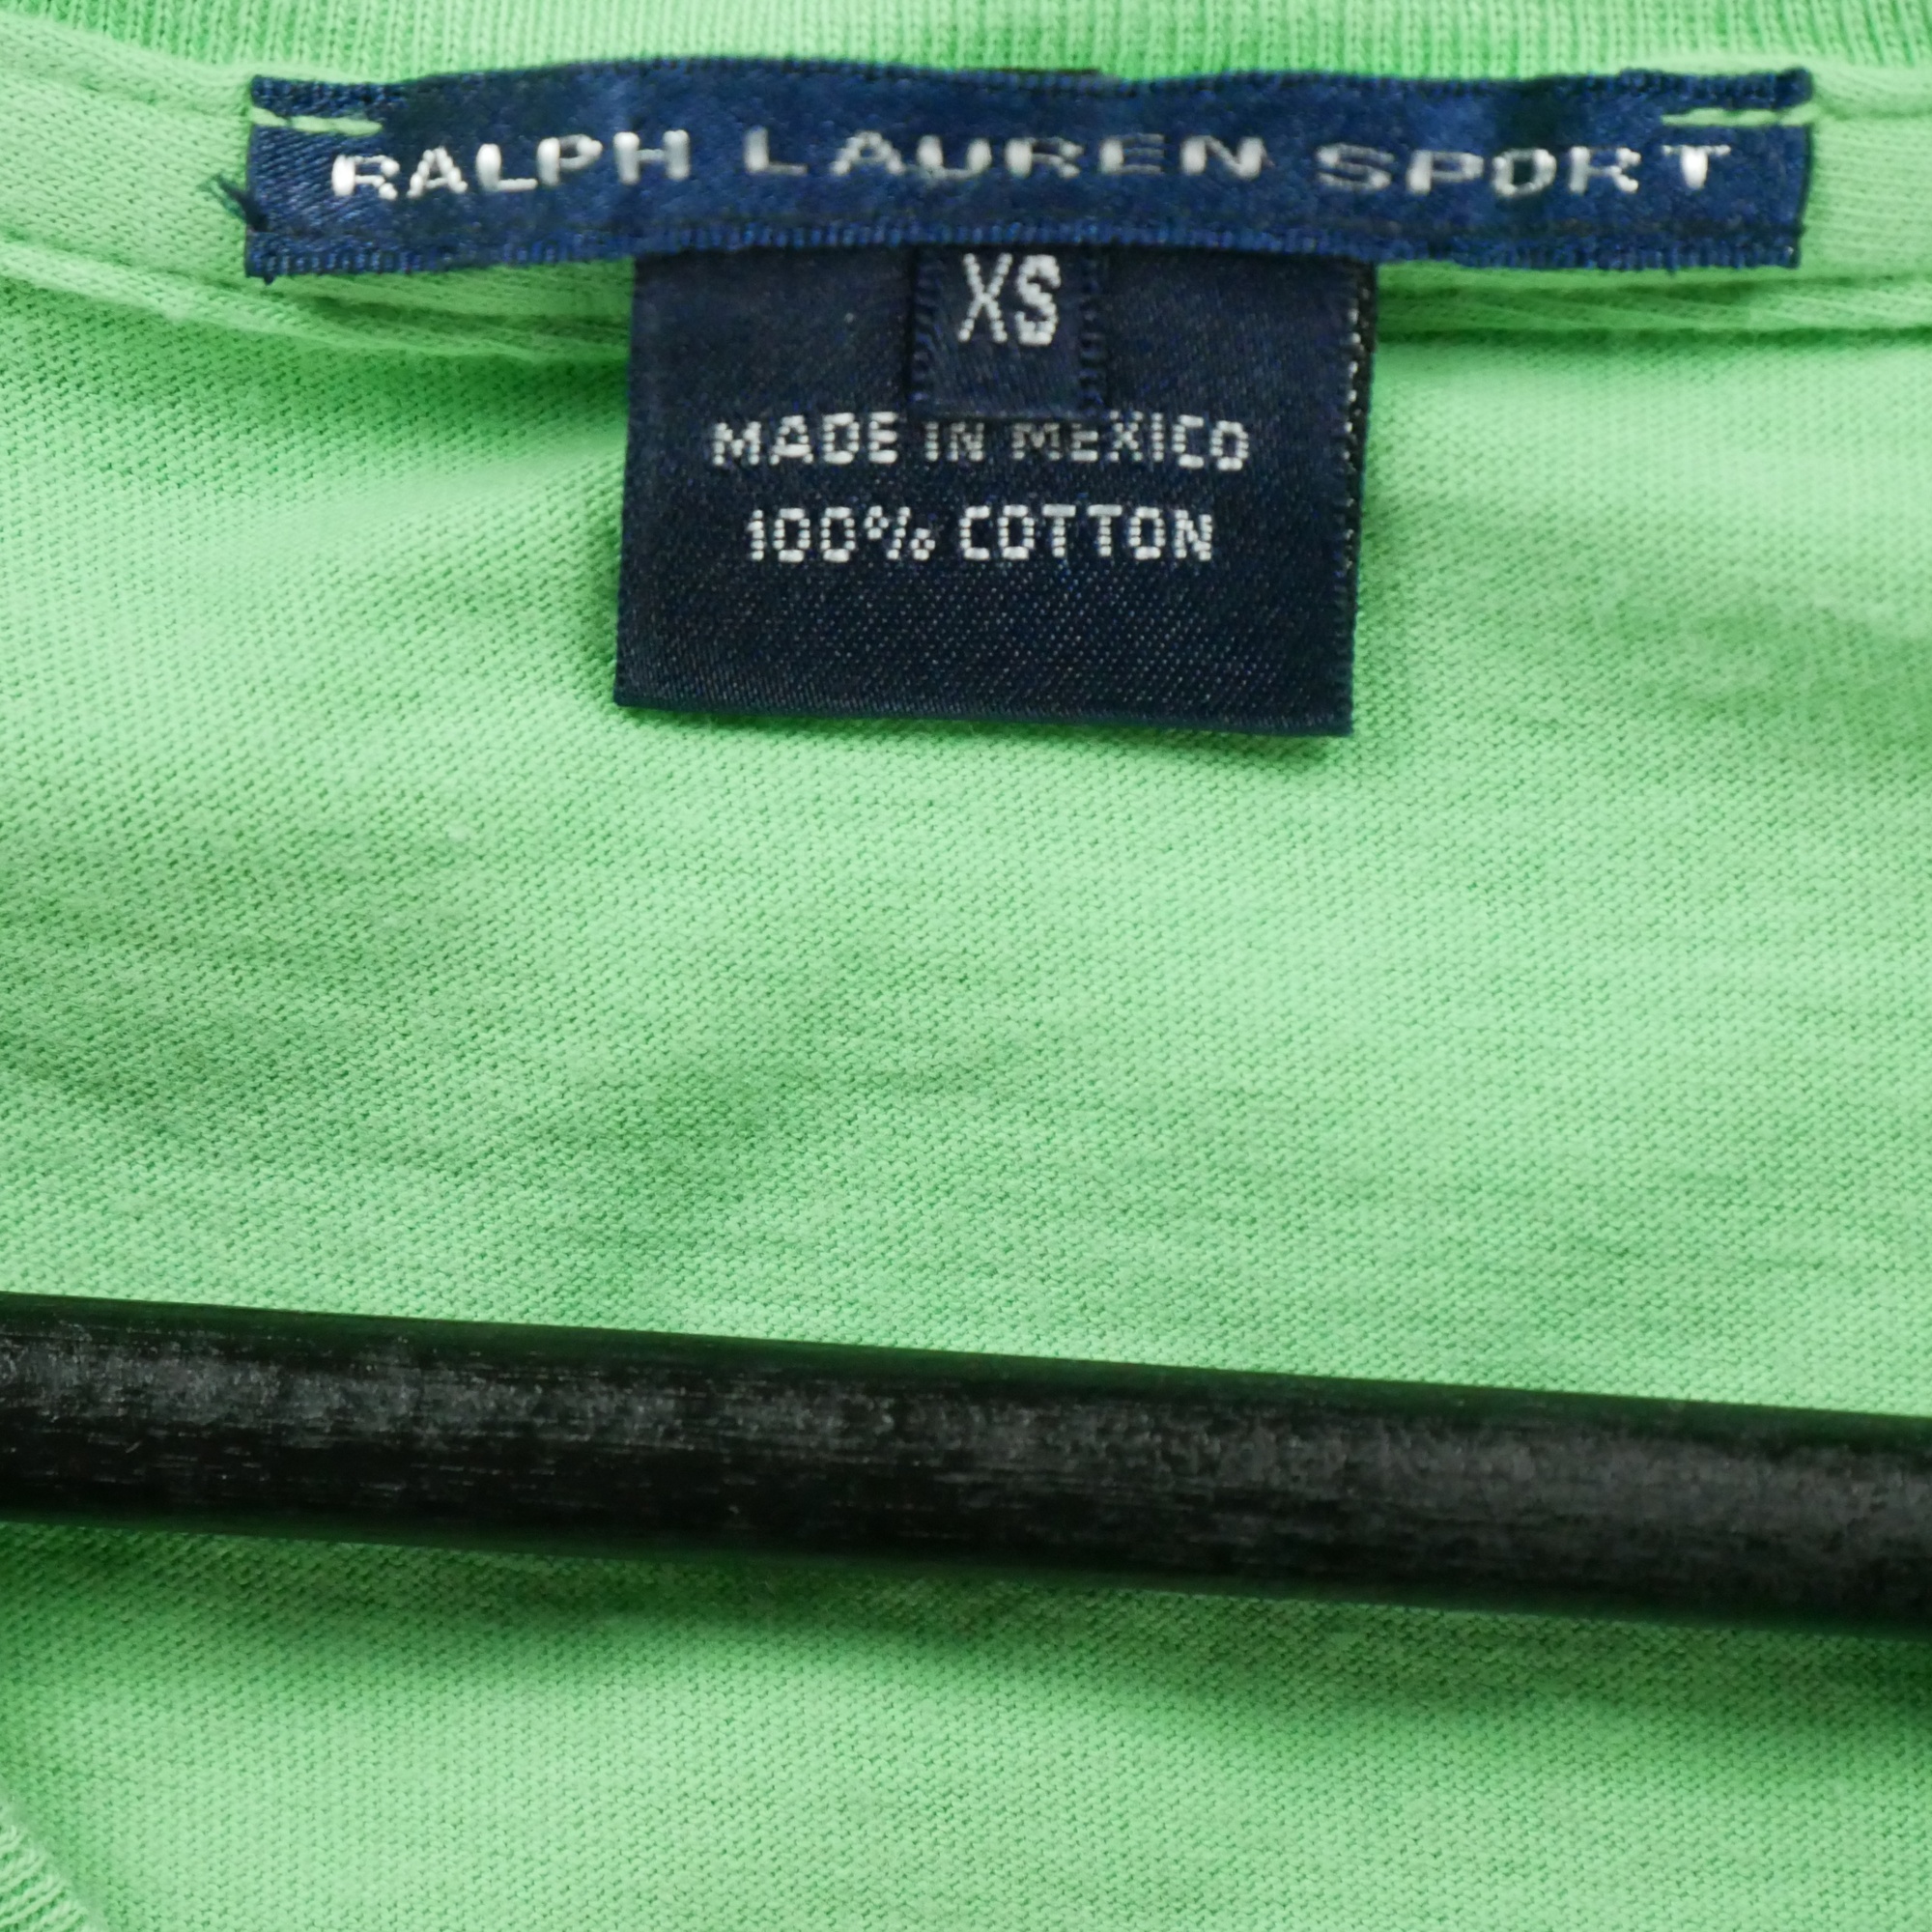 RALPH LAUREN SPORT
XS
MADE IN MEXICO
100% COTTON